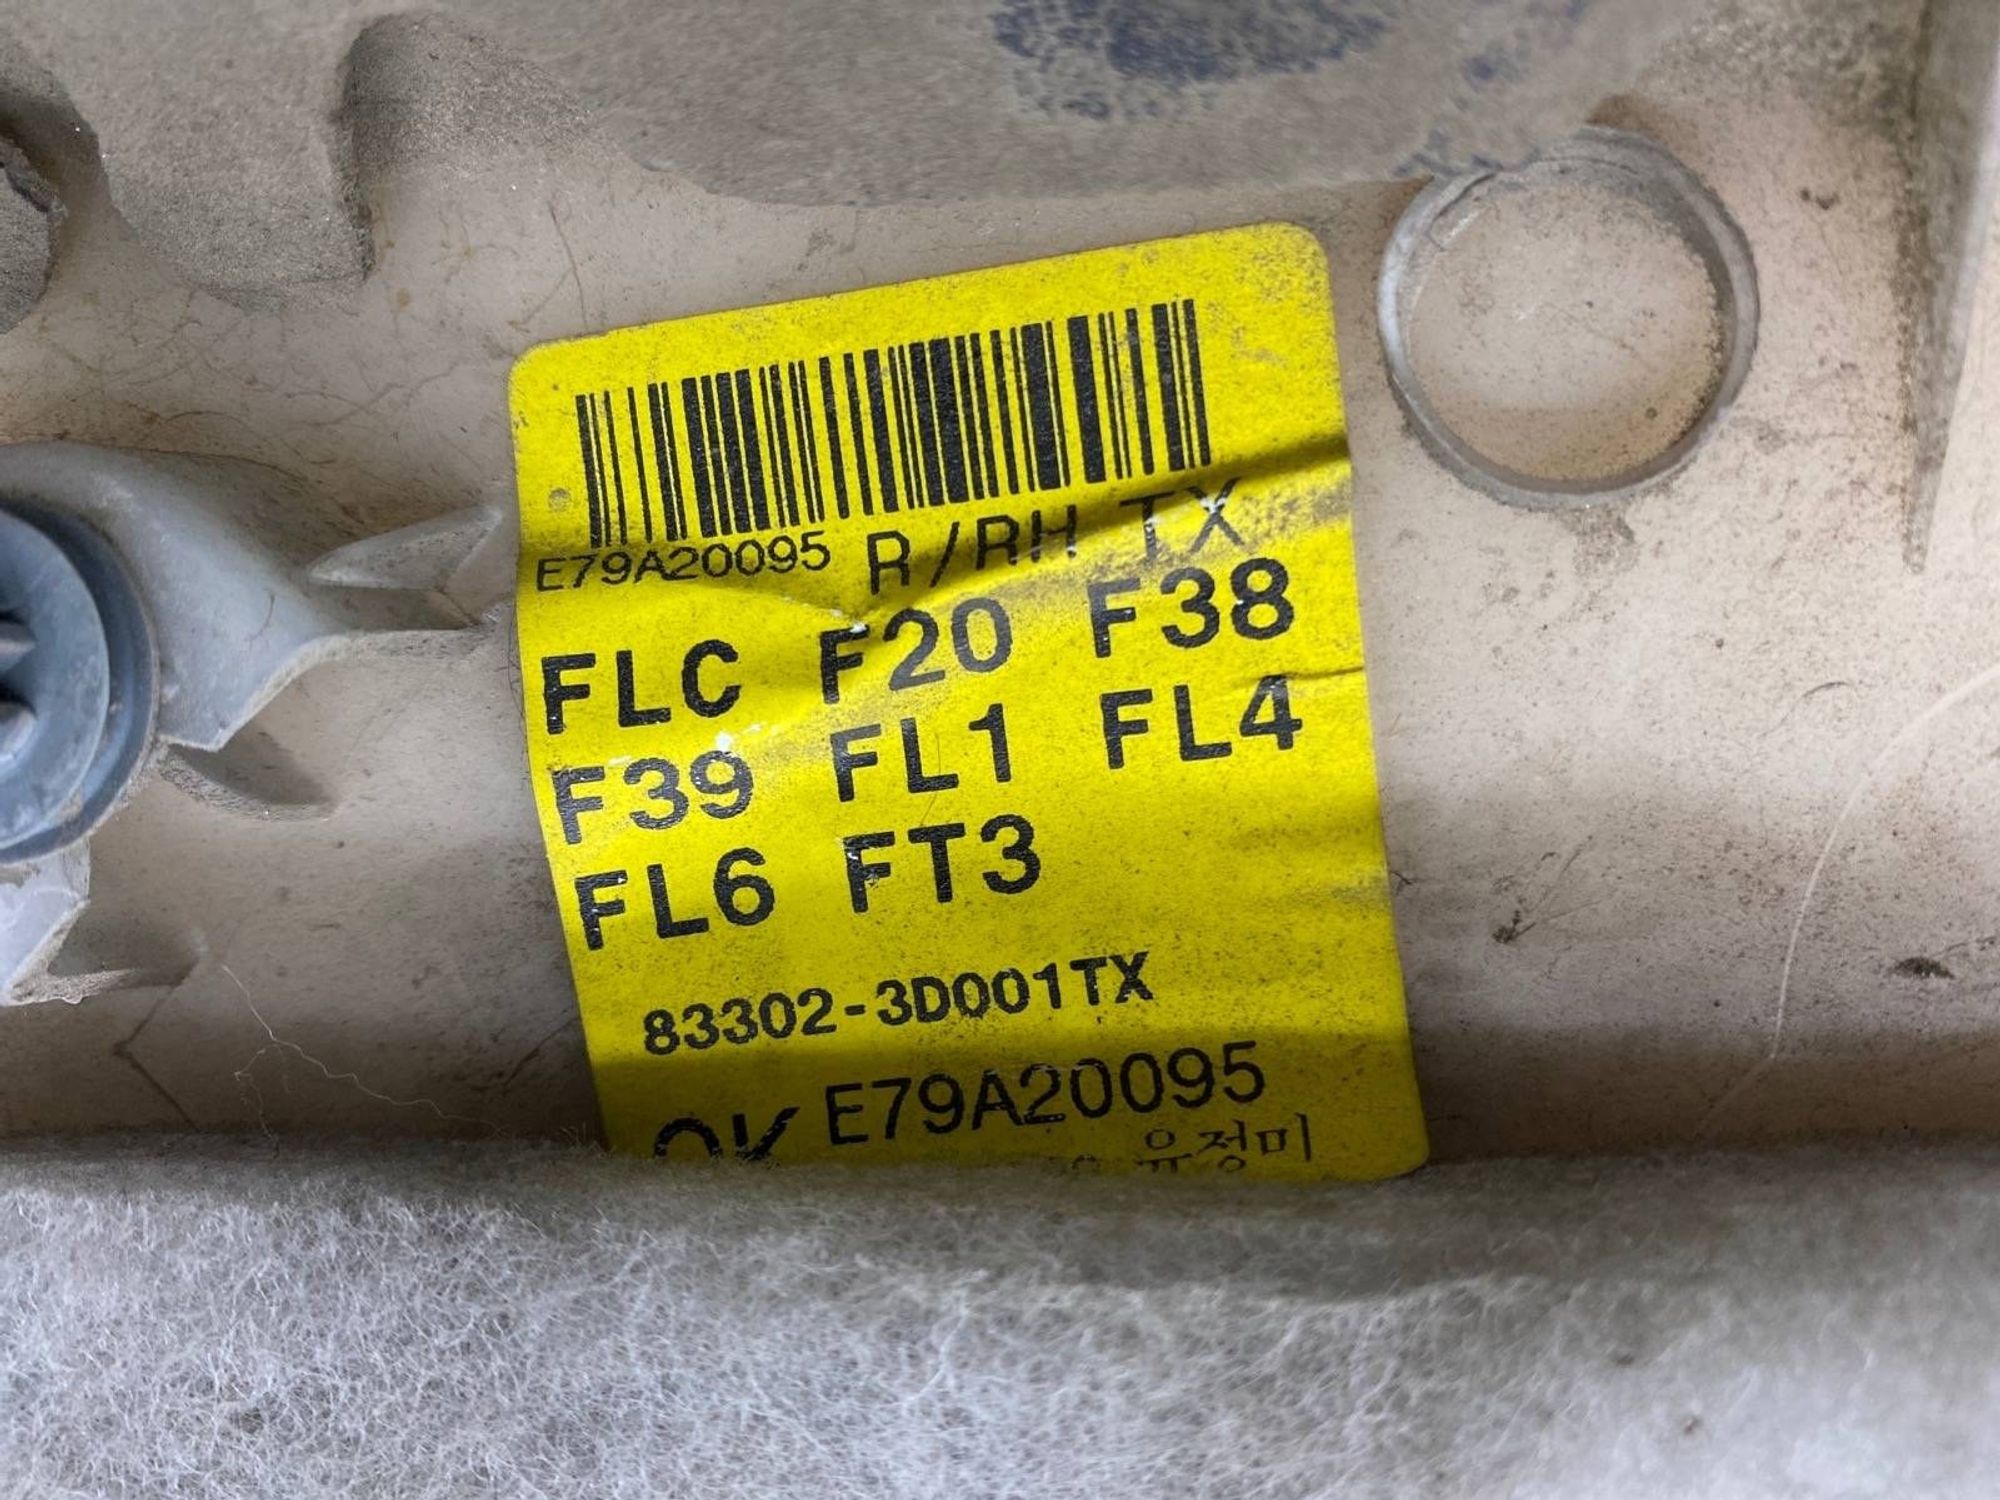 E79A20095 R/RH TX
FLC F20 F38
F39 FL1 FL4
FL6 FT3
83302-3D001TX
OK E79A20095
유정미